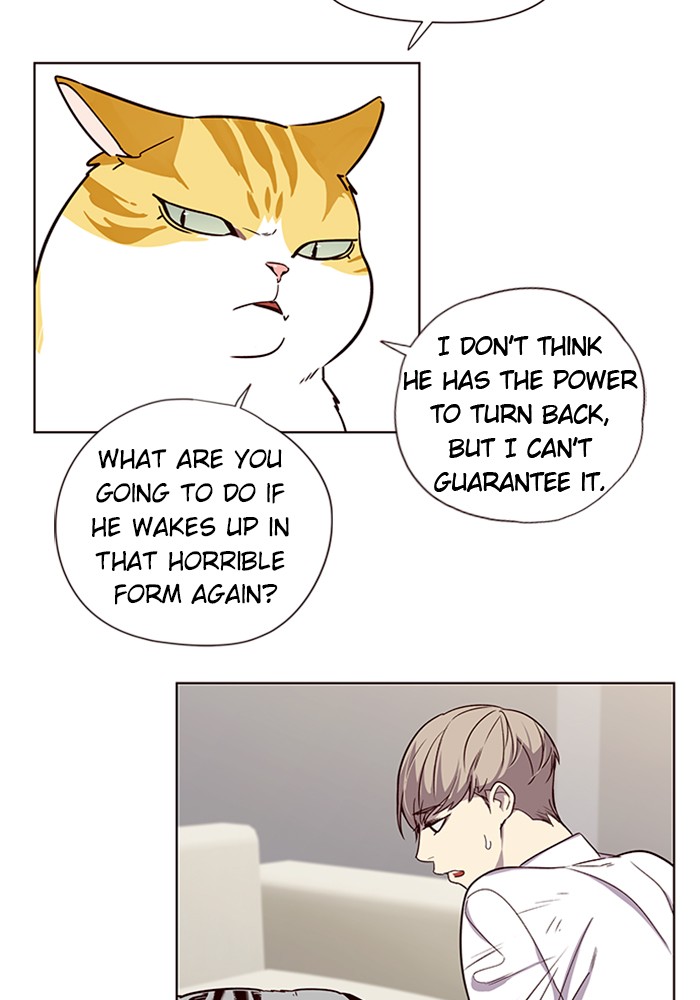 I DON'T THINK
HE HAS THE POWER
TO TURN BACK,
BUT I CAN'T
GUARANTEE IT.
WHAT ARE YOU
GOING TO DO IF
HE WAKES UP IN
THAT HORRIBLE
FORM AGAIN?